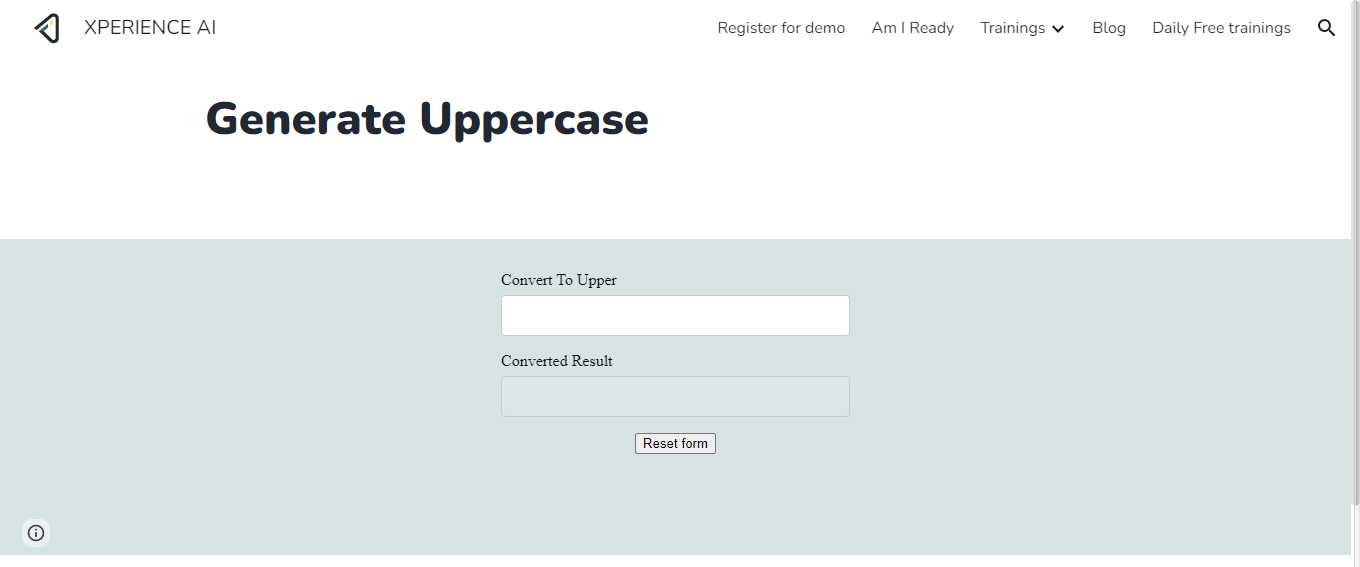 XPERIENCE AI
Register for demo
Am I Ready
Trainings
Blog
Daily Free trainings
Generate Uppercase
Convert To Upper
Converted Result
Reset form